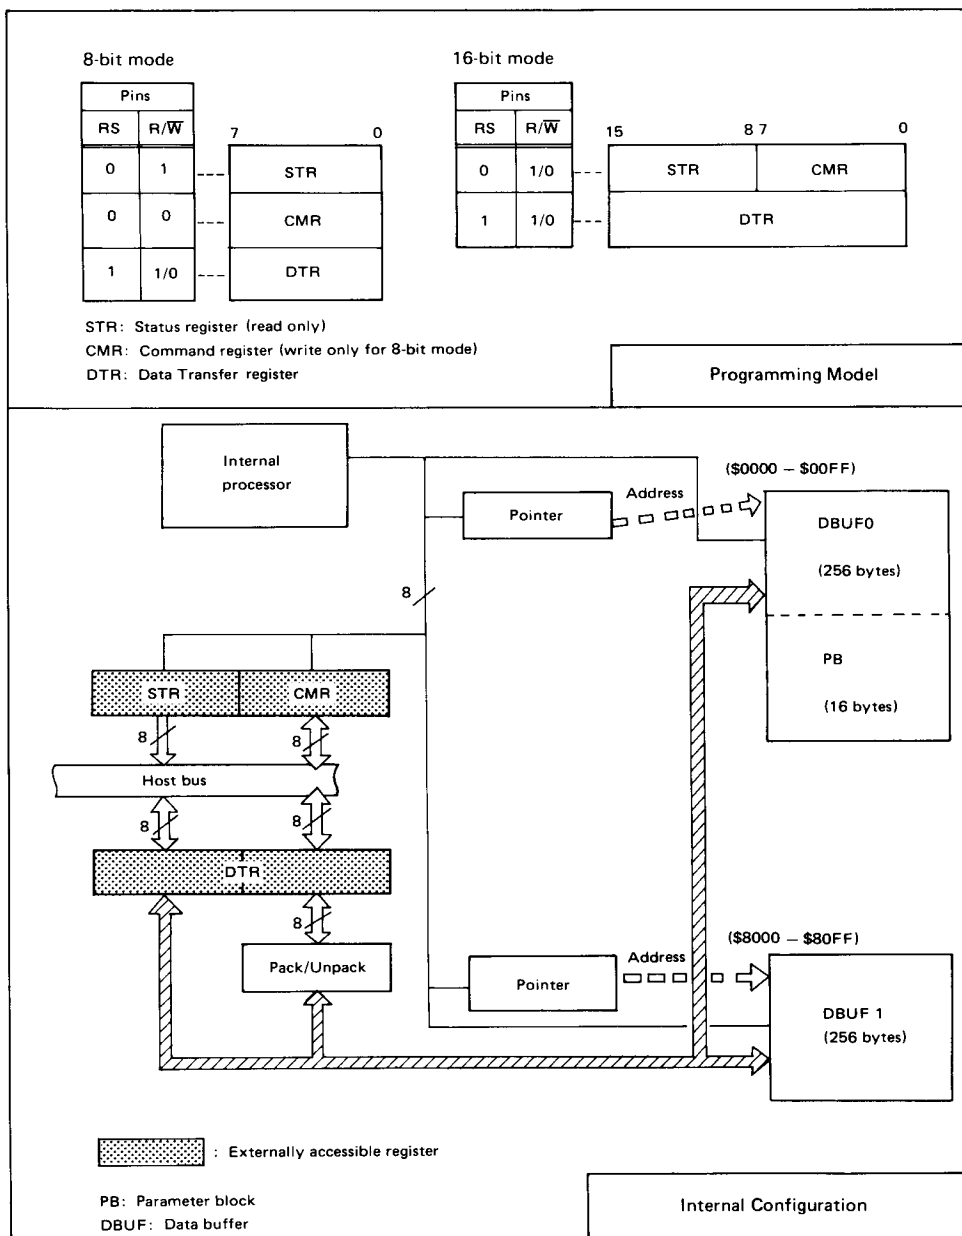 8-bit mode
Pins
RS R/W̅
7 0
0 1 STR
0 0 CMR
1 1/0 DTR
16-bit mode
Pins
RS R/W̅
15 8 7 0
0 1/0 STR CMR
1 1/0 DTR
STR: Status register (read only)
CMR: Command register (write only for 8-bit mode)
DTR: Data Transfer register
Programming Model
Internal
processor
($0000 – $00FF)
Address
Pointer
DBUF0
(256 bytes)
8
PB
(16 bytes)
STR CMR
8 8
Host bus
8 8
DTR
8
Pack/Unpack
($8000 – $80FF)
Address
Pointer
DBUF 1
(256 bytes)
: Externally accessible register
PB: Parameter block
DBUF: Data buffer
Internal Configuration